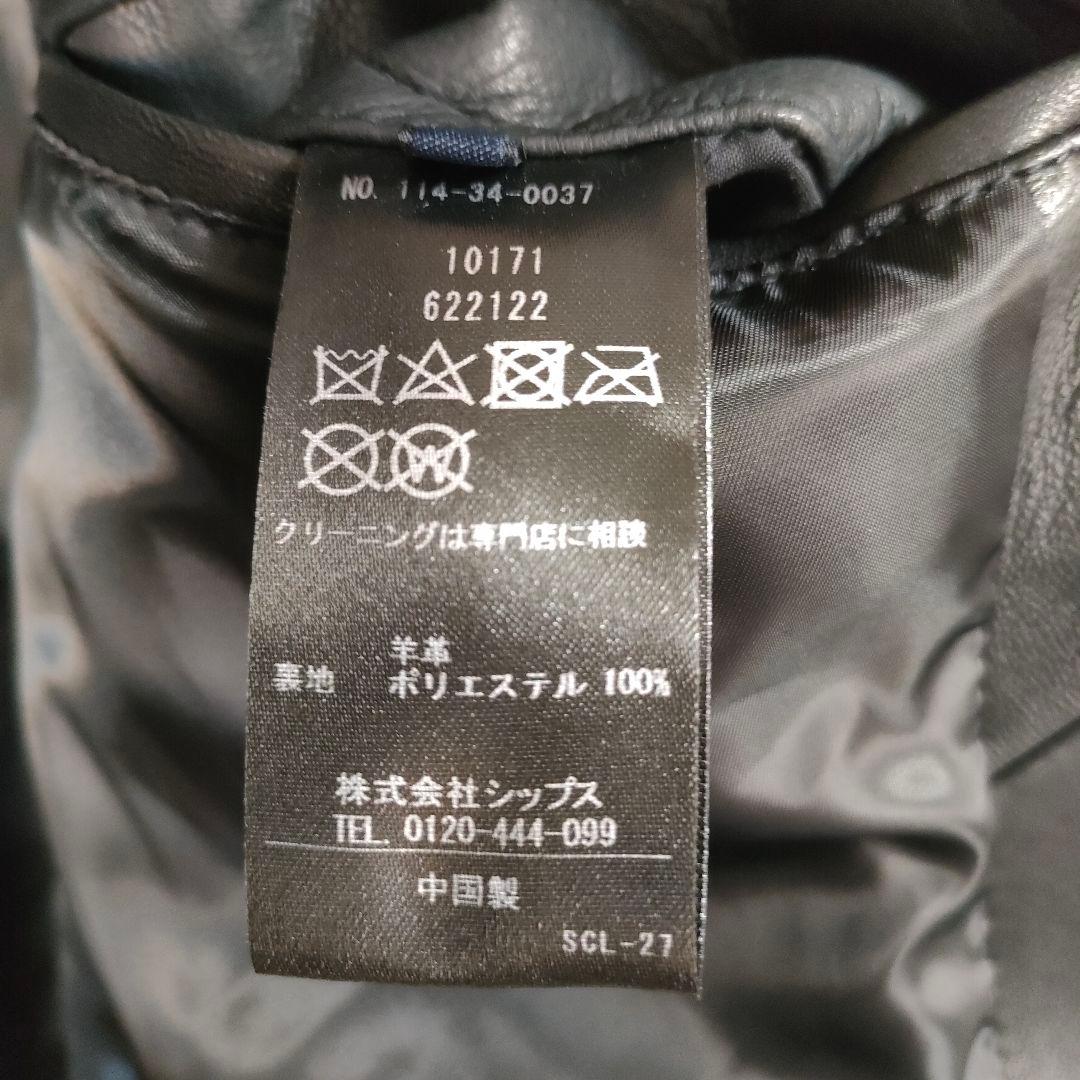 NO. 114-34-0037
10171
622122
W
クリーニングは専門店に相談
羊革
裏地 ポリエステル 100%
株式会社シップス
TEL. 0120-444-099
中国製
SCL-27